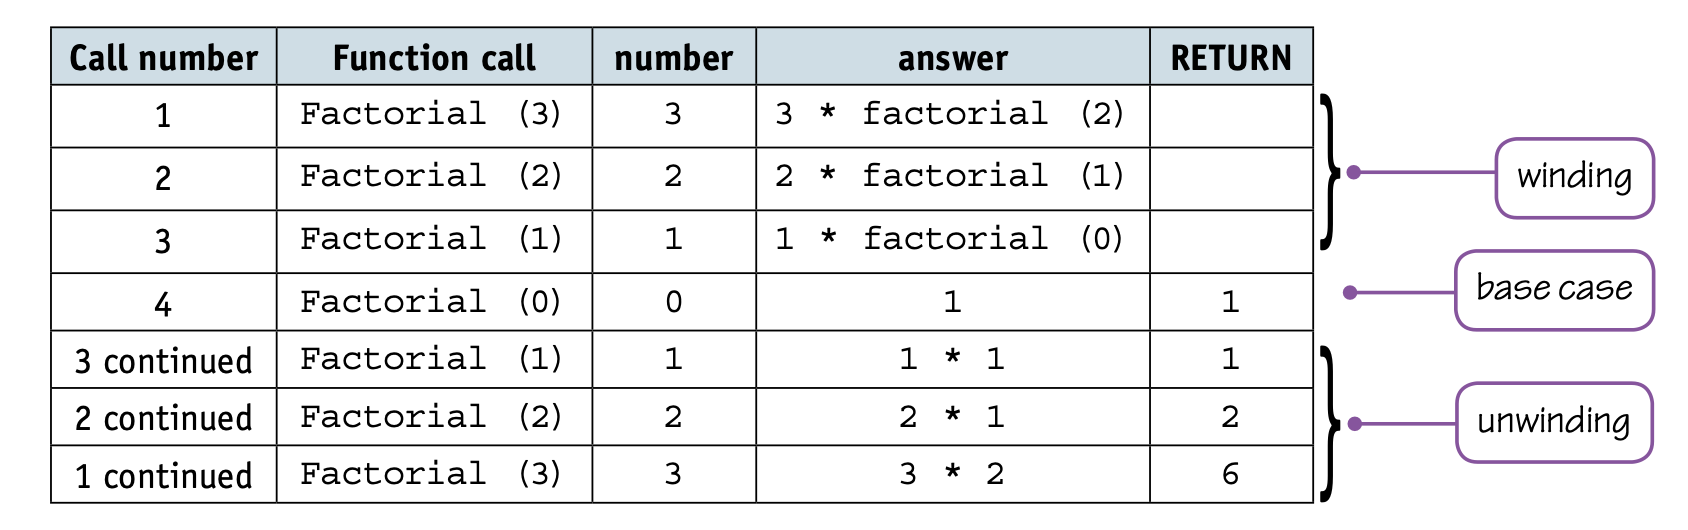 Call number Function call number answer RETURN
1 Factorial (3) 3 3 * factorial (2)
2 Factorial (2) 2 2 * factorial (1)
winding
3 Factorial (1) 1 1 * factorial (0)
4 Factorial (0) 0 1 1
base case
3 continued Factorial (1) 1 1 * 1 1
2 continued Factorial (2) 2 2 * 1 2
unwinding
1 continued Factorial (3) 3 3 * 2 6